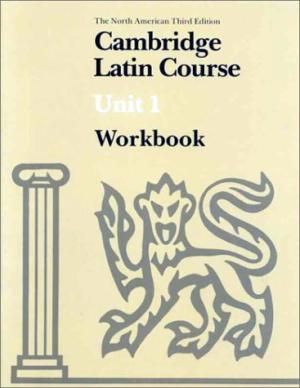 The North American Third Edition
Cambridge
Latin Course
Unit 1
Workbook